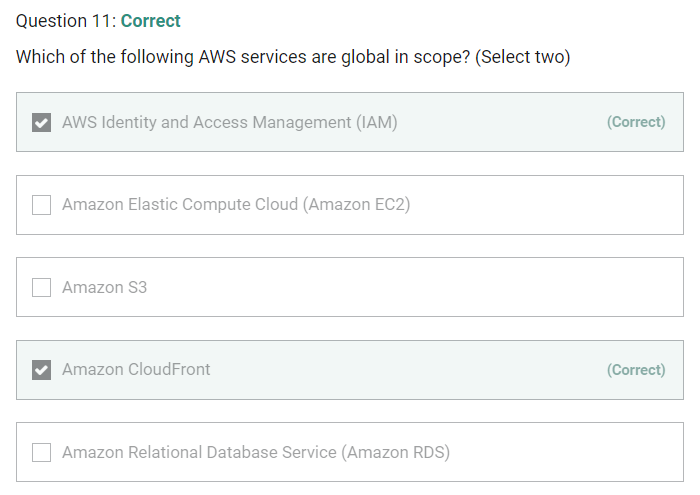 Question 11: Correct
Which of the following AWS services are global in scope? (Select two)
AWS Identity and Access Management (IAM) (Correct)
Amazon Elastic Compute Cloud (Amazon EC2)
Amazon S3
Amazon CloudFront (Correct)
Amazon Relational Database Service (Amazon RDS)